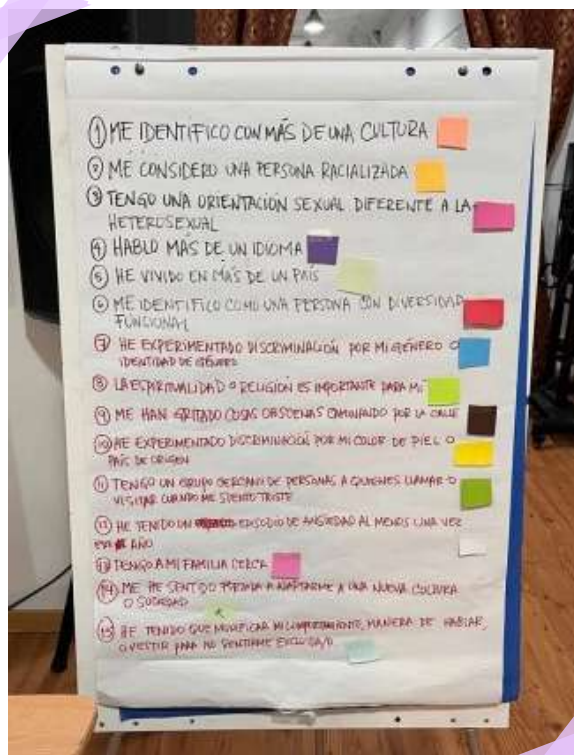 ① ME IDENTIFICO CON MÁS DE UNA CULTURA
② ME CONSIDERO UNA PERSONA RACIALIZADA
③ TENGO UNA ORIENTACIÓN SEXUAL DIFERENTE A LA
HETEROSEXUAL
④ HABLO MÁS DE UN IDIOMA
⑤ HE VIVIDO EN MÁS DE UN PAÍS
⑥ ME IDENTIFICO COMO UNA PERSONA CON DIVERSIDAD
FUNCIONAL
⑦ HE EXPERIMENTADO DISCRIMINACIÓN POR MI GÉNERO O
IDENTIDAD DE GÉNERO
⑧ LA ESPIRITUALIDAD O RELIGIÓN ES IMPORTANTE PARA MÍ
⑨ ME HAN GRITADO COSAS OBSCENAS CAMINANDO POR LA CALLE
⑩ HE EXPERIMENTADO DISCRIMINACIÓN POR MI COLOR DE PIEL O
PAÍS DE ORIGEN
⑪ TENGO UN GRUPO CERCANO DE PERSONAS A QUIENES LLAMAR O
VISITAR CUANDO ME SIENTO TRISTE
⑫ HE TENIDO UN EPISODIO DE ANSIEDAD AL MENOS UNA VEZ
AÑO
⑬ TENGO A MI FAMILIA CERCA
⑭ ME HE SENTIDO A ADAPTARME A UNA NUEVA CULTURA
O SOCIEDAD
⑮ HE TENIDO QUE MODIFICAR MI COMPORTAMIENTO, MANERA DE HABLAR,
O VESTIR PARA NO SENTIRME